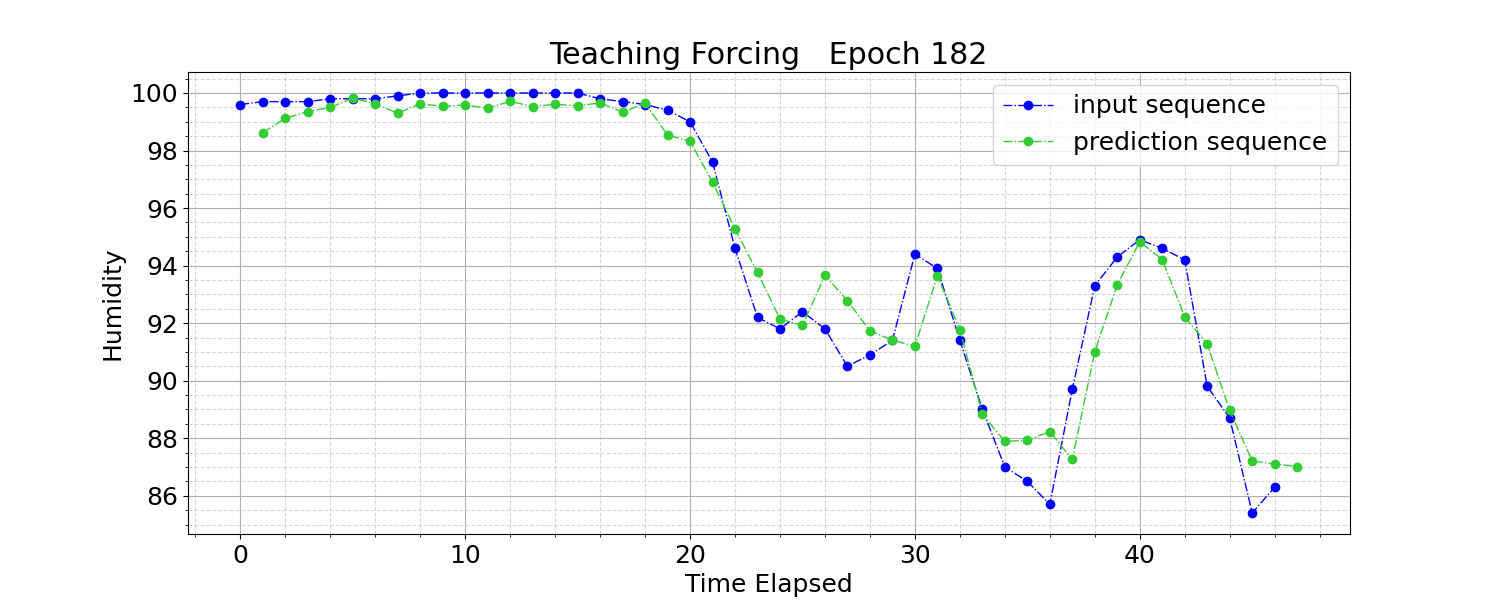 Teaching Forcing   Epoch 182
input sequence
prediction sequence
Humidity
100
98
96
94
92
90
88
86
0 10 20 30 40
Time Elapsed